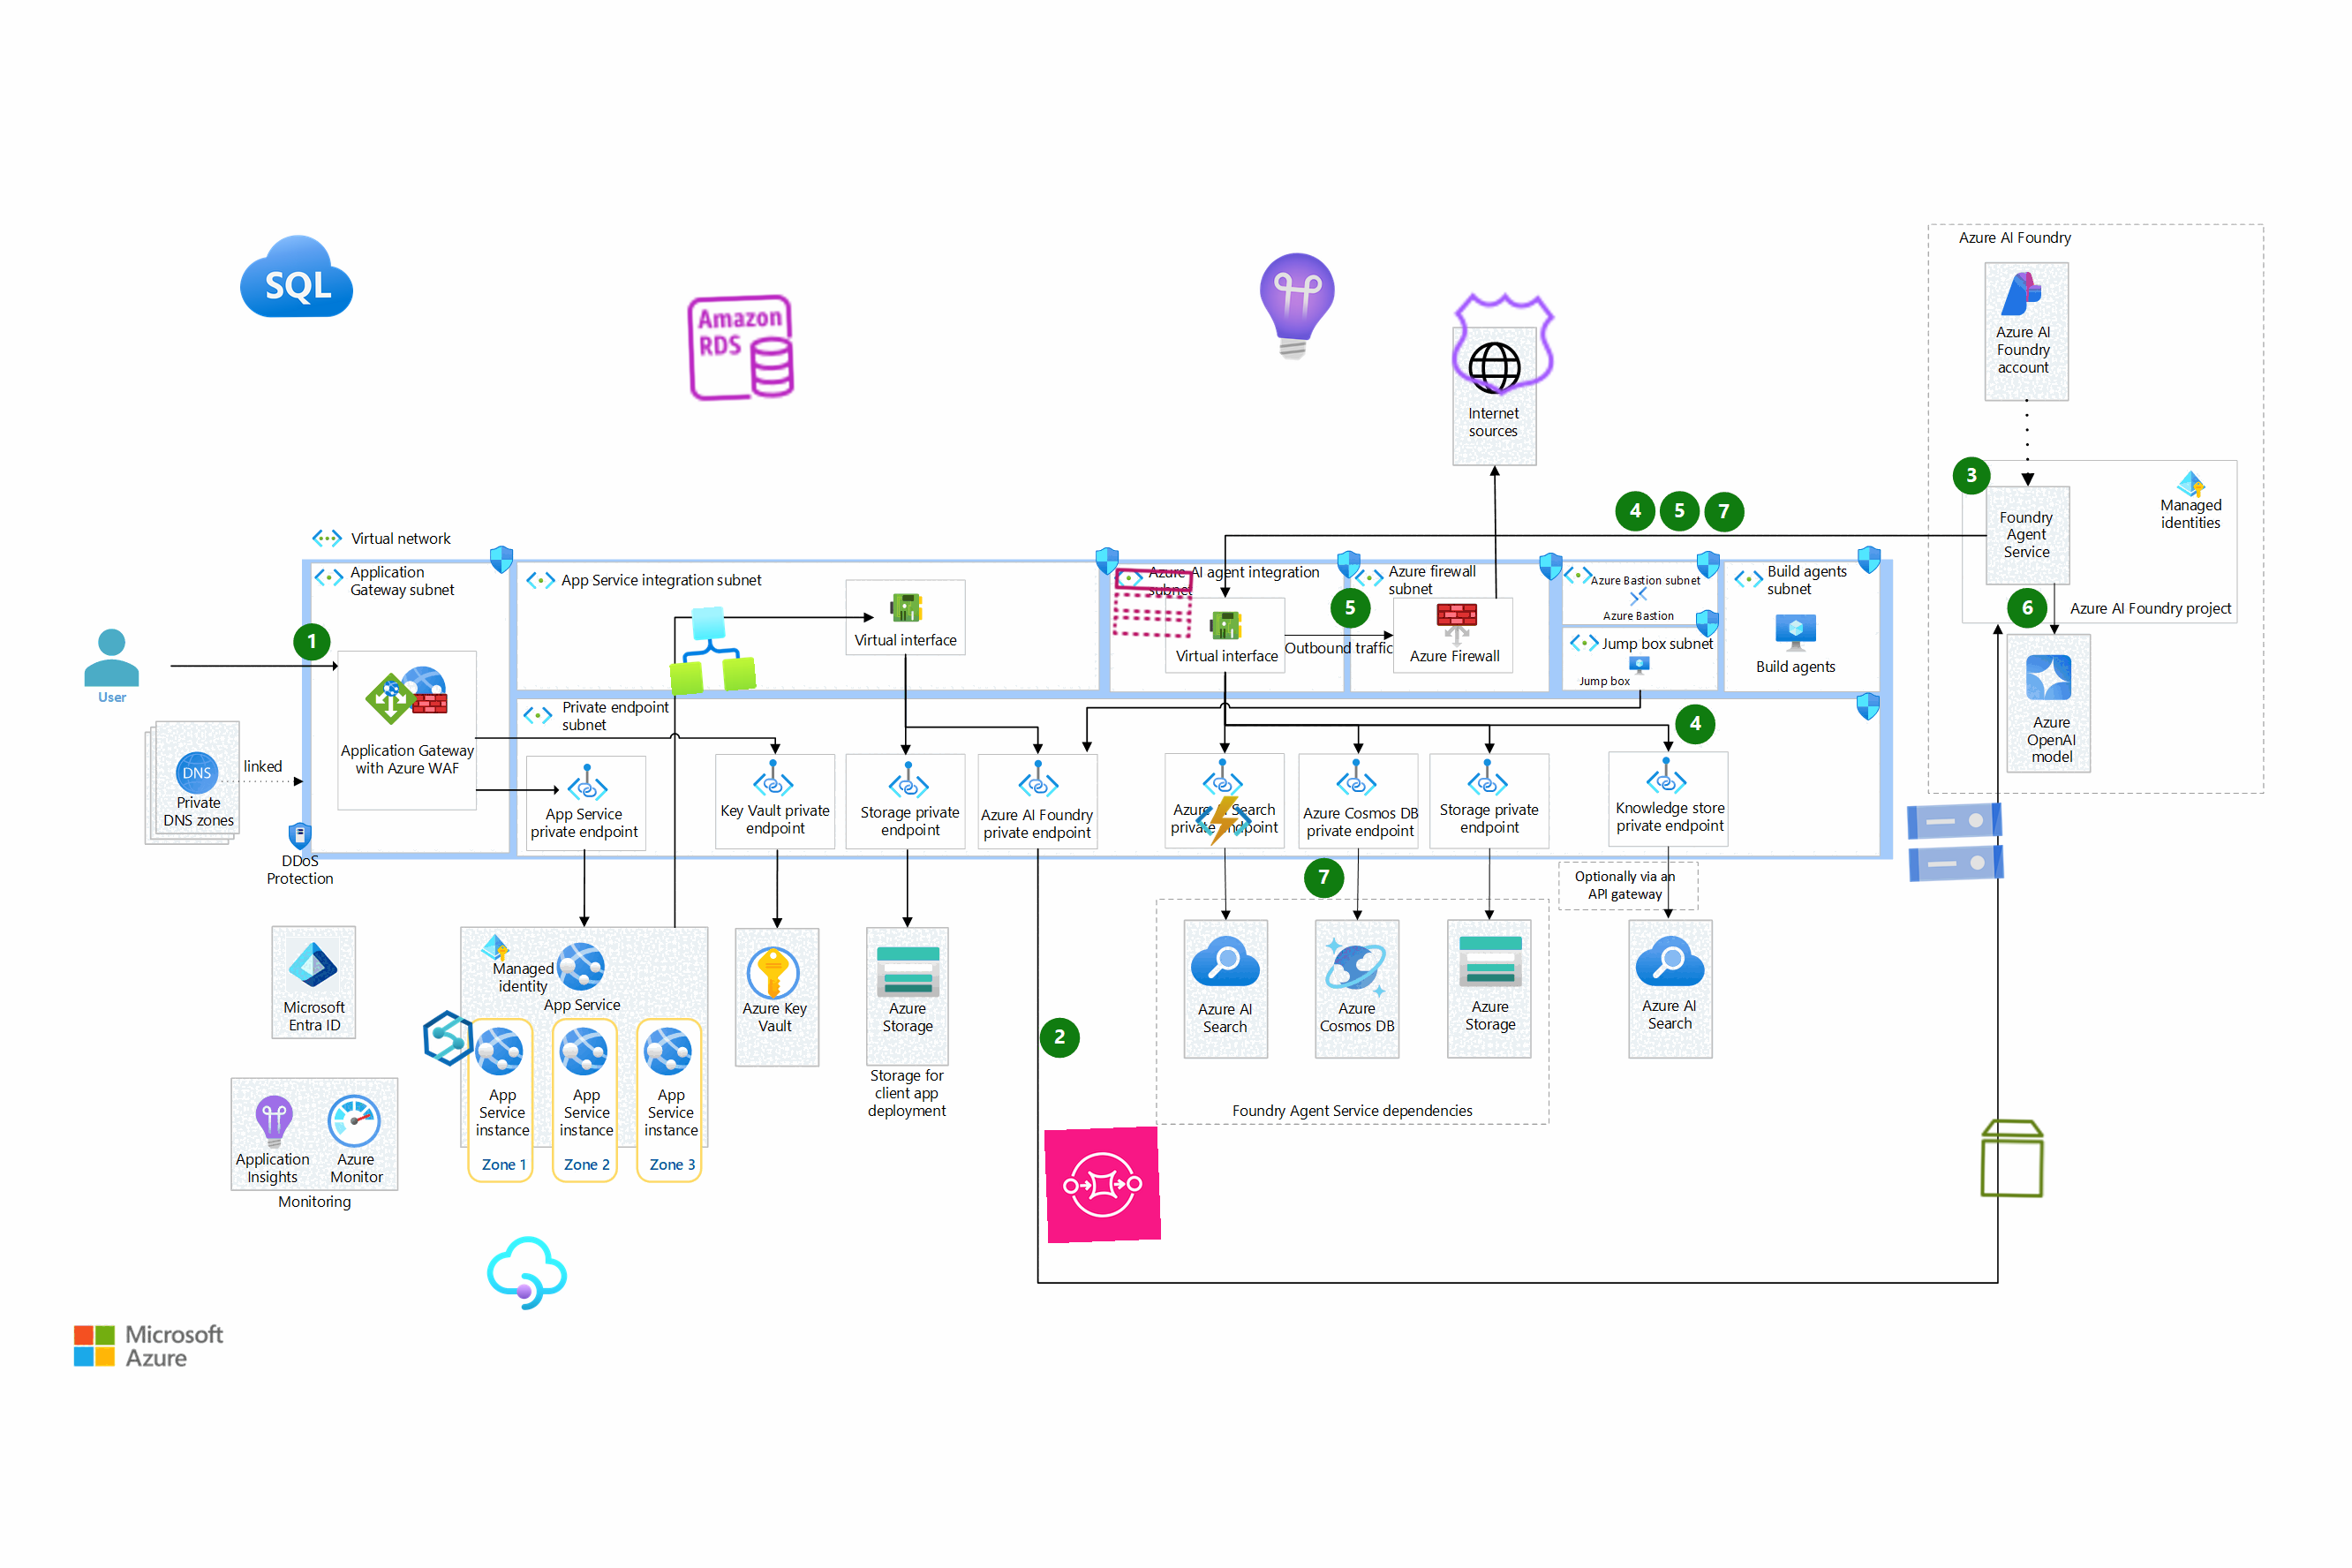 SQL
Amazon
RDS
Internet
sources
Azure AI Foundry
Azure AI
Foundry
account
3
Foundry
Agent
Service
Managed
identities
6
Azure AI Foundry project
Azure
OpenAI
model
4 5 7
Virtual network
Application
Gateway subnet
App Service integration subnet
Virtual interface
Azure AI agent integration
subnet
Virtual interface
5
Outbound traffic
Azure firewall
subnet
Azure Firewall
Azure Bastion subnet
Azure Bastion
Jump box subnet
Jump box
Build agents
subnet
Build agents
User
1
Application Gateway
with Azure WAF
DNS
Private
DNS zones
linked
DDoS
Protection
Private endpoint
subnet
App Service
private endpoint
Key Vault private
endpoint
Storage private
endpoint
Azure AI Foundry
private endpoint
Azure AI Search
private endpoint
Azure Cosmos DB
private endpoint
Storage private
endpoint
4
Knowledge store
private endpoint
7
Optionally via an
API gateway
Microsoft
Entra ID
Managed
identity
App Service
App
Service
instance
Zone 1
App
Service
instance
Zone 2
App
Service
instance
Zone 3
Azure Key
Vault
Azure
Storage
Storage for
client app
deployment
2
Azure AI
Search
Azure
Cosmos DB
Azure
Storage
Foundry Agent Service dependencies
Azure AI
Search
Application
Insights
Azure
Monitor
Monitoring
Microsoft
Azure